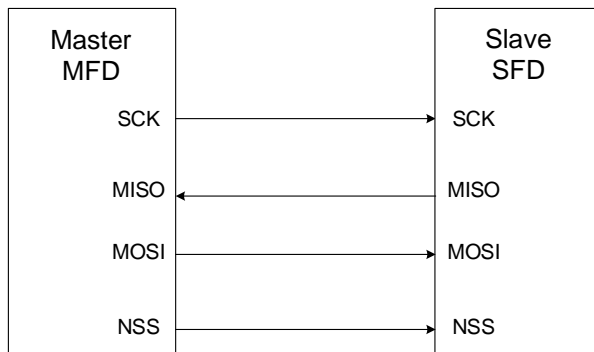 Master
MFD
Slave
SFD
SCK
SCK
MISO
MISO
MOSI
MOSI
NSS
NSS